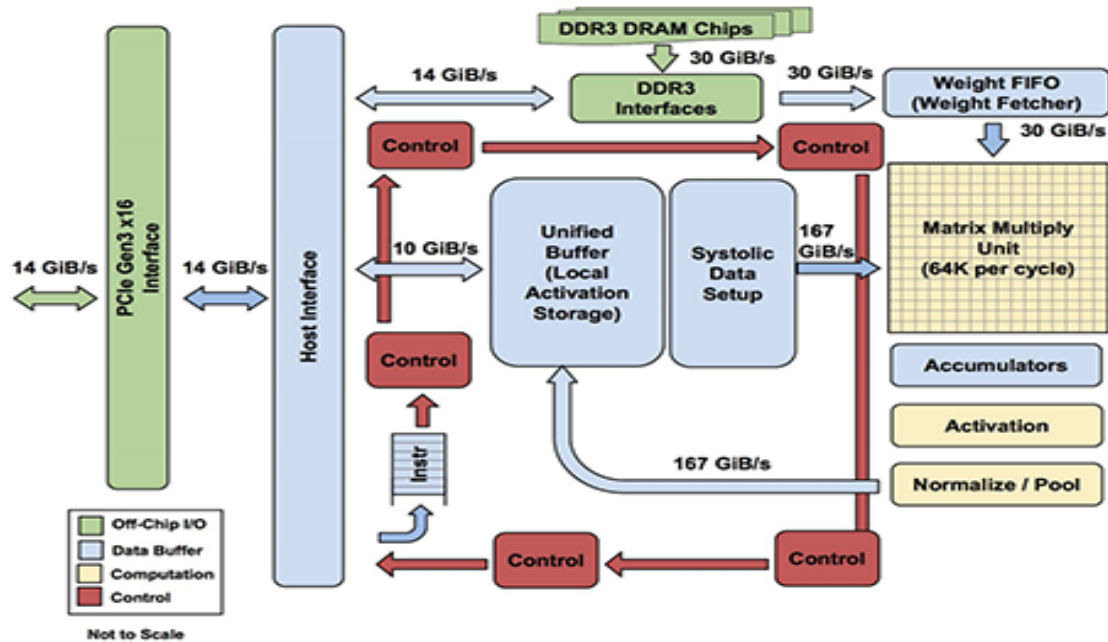 DDR3 DRAM Chips
30 GiB/s
14 GiB/s
DDR3
Interfaces
30 GiB/s
Weight FIFO
(Weight Fetcher)
30 GiB/s
Control
Control
PCIe Gen3 x16
Interface
14 GiB/s
14 GiB/s
Host Interface
10 GiB/s
Unified
Buffer
(Local
Activation
Storage)
Systolic
Data
Setup
167
GiB/s
Matrix Multiply
Unit
(64K per cycle)
Control
Accumulators
Activation
Instr
167 GiB/s
Normalize / Pool
Control
Control
Off-Chip I/O
Data Buffer
Computation
Control
Not to Scale